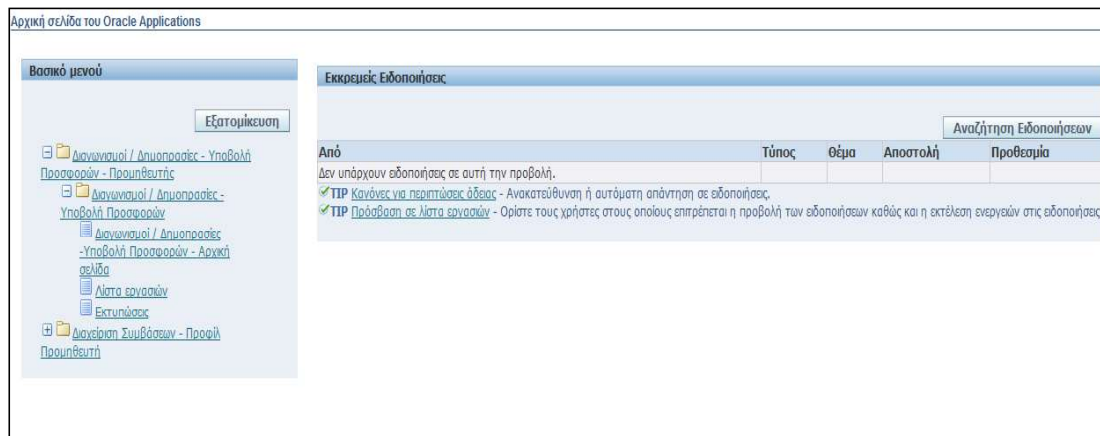 Αρχική σελίδα του Oracle Applications
Βασικό μενού
Εξατομίκευση
Διαγωνισμοί / Δημοπρασίες - Υποβολή
Προσφορών - Προμηθευτής
Διαγωνισμοί / Δημοπρασίες -
Υποβολή Προσφορών
Διαγωνισμοί / Δημοπρασίες
-Υποβολή Προσφορών - Αρχική
σελίδα
Λίστα εργασιών
Εκτυπώσεις
Διαχείριση Συμβάσεων - Προφίλ
Προμηθευτή
Εκκρεμείς Ειδοποιήσεις
Αναζήτηση Ειδοποιήσεων
Από Τύπος Θέμα Αποστολή Προθεσμία
Δεν υπάρχουν ειδοποιήσεις σε αυτή την προβολή.
TIP Κανόνες για περιπτώσεις άδειας - Ανακατεύθυνση ή αυτόματη απάντηση σε ειδοποιήσεις.
TIP Πρόσβαση σε λίστα εργασιών - Ορίστε τους χρήστες στους οποίους επιτρέπεται η προβολή των ειδοποιήσεων καθώς και η εκτέλεση ενεργειών στις ειδοποιήσεις